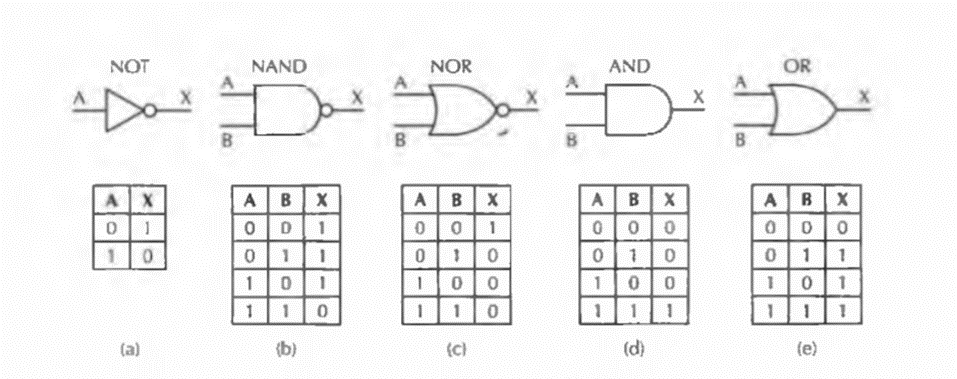 NOT NAND NOR AND OR
A X A B X A B X A B X A B X
A X
0 1
1 0
A B X
0 0 1
0 1 1
1 0 1
1 1 0
A B X
0 0 1
0 1 0
1 0 0
1 1 0
A B X
0 0 0
0 1 0
1 0 0
1 1 1
A B X
0 0 0
0 1 1
1 0 1
1 1 1
(a) (b) (c) (d) (e)